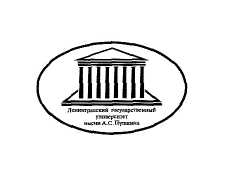 Ленинградский государственный
университет
имени А.С. Пушкина